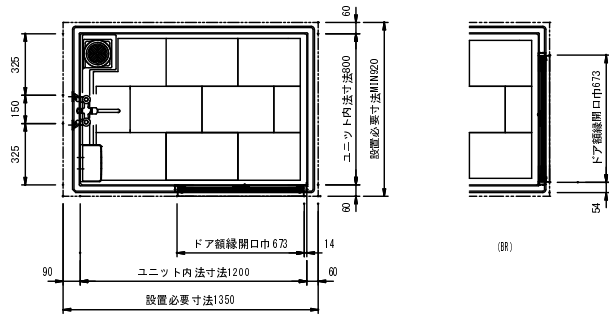 60
325
150
325
ユニット内法寸法800
設置必要寸法MIN920
60
ドア額縁開口巾673
14
90
ユニット内法寸法1200
60
設置必要寸法1350
ドア額縁開口巾673
54
(BR)